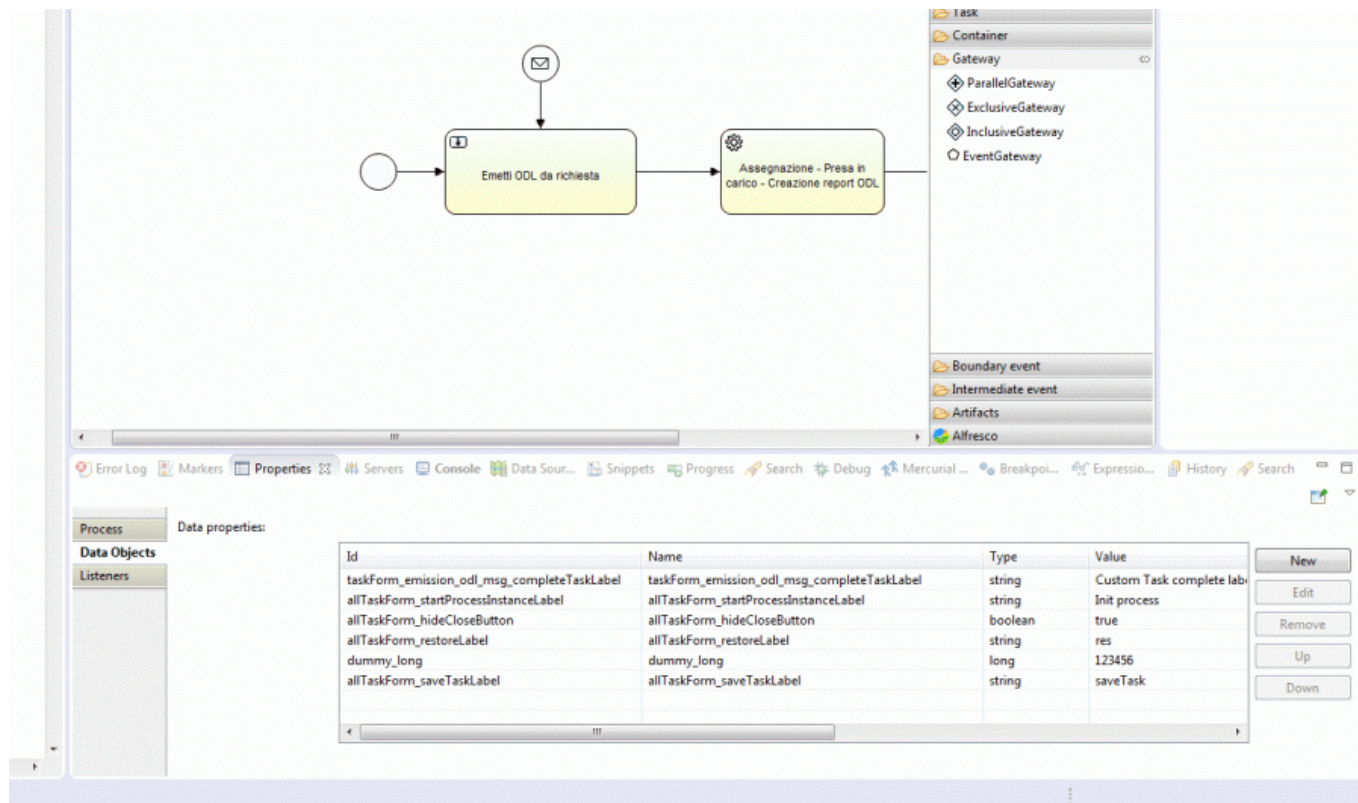 Task
Container
Gateway
ParallelGateway
ExclusiveGateway
InclusiveGateway
EventGateway
Emetti ODL da richiesta
Assegnazione - Presa in
carico - Creazione report ODL
Boundary event
Intermediate event
Artifacts
Alfresco
Error Log Markers Properties Servers Console Data Sour... Snippets Progress Search Debug Mercurial ... Breakpoi... Expressio... History Search
Process
Data Objects
Listeners
Data properties:
Id Name Type Value
taskForm_emission_odl_msg_completeTaskLabel taskForm_emission_odl_msg_completeTaskLabel string Custom Task complete lab
allTaskForm_startProcessInstanceLabel allTaskForm_startProcessInstanceLabel string Init process
allTaskForm_hideCloseButton allTaskForm_hideCloseButton boolean true
allTaskForm_restoreLabel allTaskForm_restoreLabel string res
dummy_long dummy_long long 123456
allTaskForm_saveTaskLabel allTaskForm_saveTaskLabel string saveTask
New
Edit
Remove
Up
Down